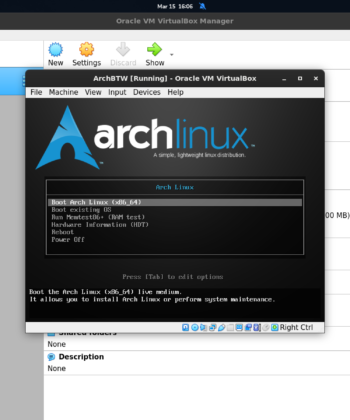 Mar 15 16:06
Oracle VM VirtualBox Manager
New Settings Discard Show
ArchBTW [Running] - Oracle VM VirtualBox
File Machine View Input Devices Help
archlinux™
A simple, lightweight linux distribution.
Arch Linux
Boot Arch Linux (x86_64)
Boot existing OS
Run Memtest86+ (RAM test)
Hardware Information (HDT)
Reboot
Power Off
00 MB)
Press [Tab] to edit options
Boot the Arch Linux (x86_64) live medium.
It allows you to install Arch Linux or perform system maintenance.
Right Ctrl
Shared folders
None
Description
None